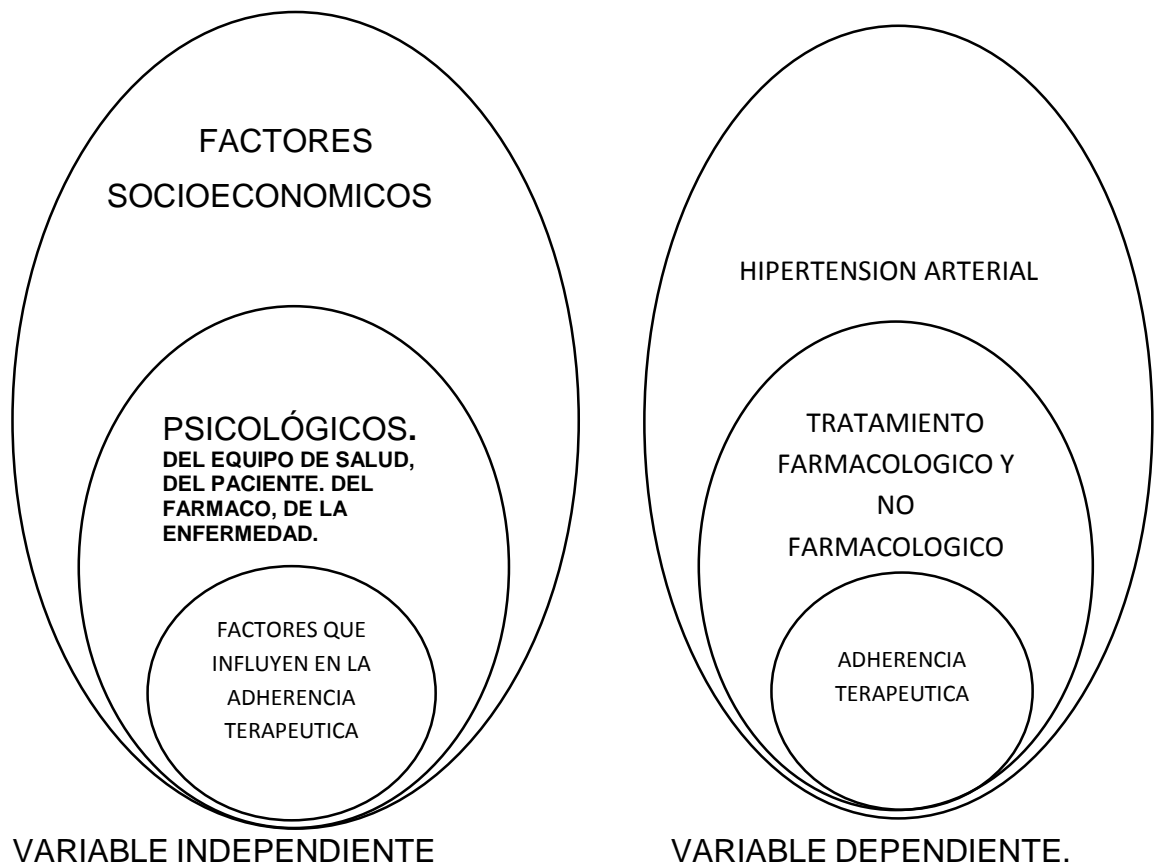 FACTORES
SOCIOECONOMICOS
PSICOLÓGICOS.
DEL EQUIPO DE SALUD,
DEL PACIENTE. DEL
FARMACO, DE LA
ENFERMEDAD.
FACTORES QUE
INFLUYEN EN LA
ADHERENCIA
TERAPEUTICA
VARIABLE INDEPENDIENTE
HIPERTENSION ARTERIAL
TRATAMIENTO
FARMACOLOGICO Y
NO
FARMACOLOGICO
ADHERENCIA
TERAPEUTICA
VARIABLE DEPENDIENTE.